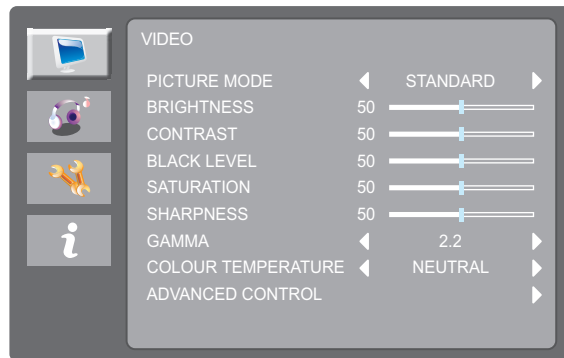 VIDEO
PICTURE MODE STANDARD
BRIGHTNESS 50
CONTRAST 50
BLACK LEVEL 50
SATURATION 50
SHARPNESS 50
GAMMA 2.2
COLOUR TEMPERATURE NEUTRAL
ADVANCED CONTROL